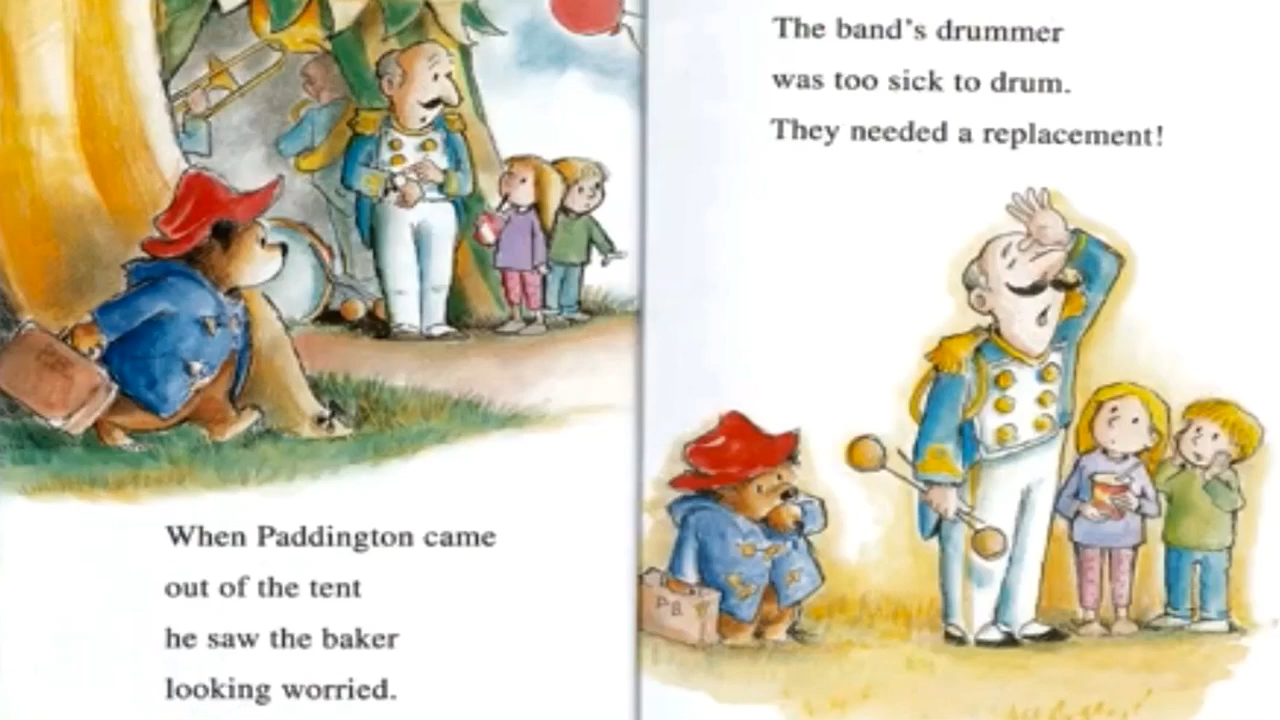 When Paddington came
out of the tent
he saw the baker
looking worried.
The band's drummer
was too sick to drum.
They needed a replacement!
P B